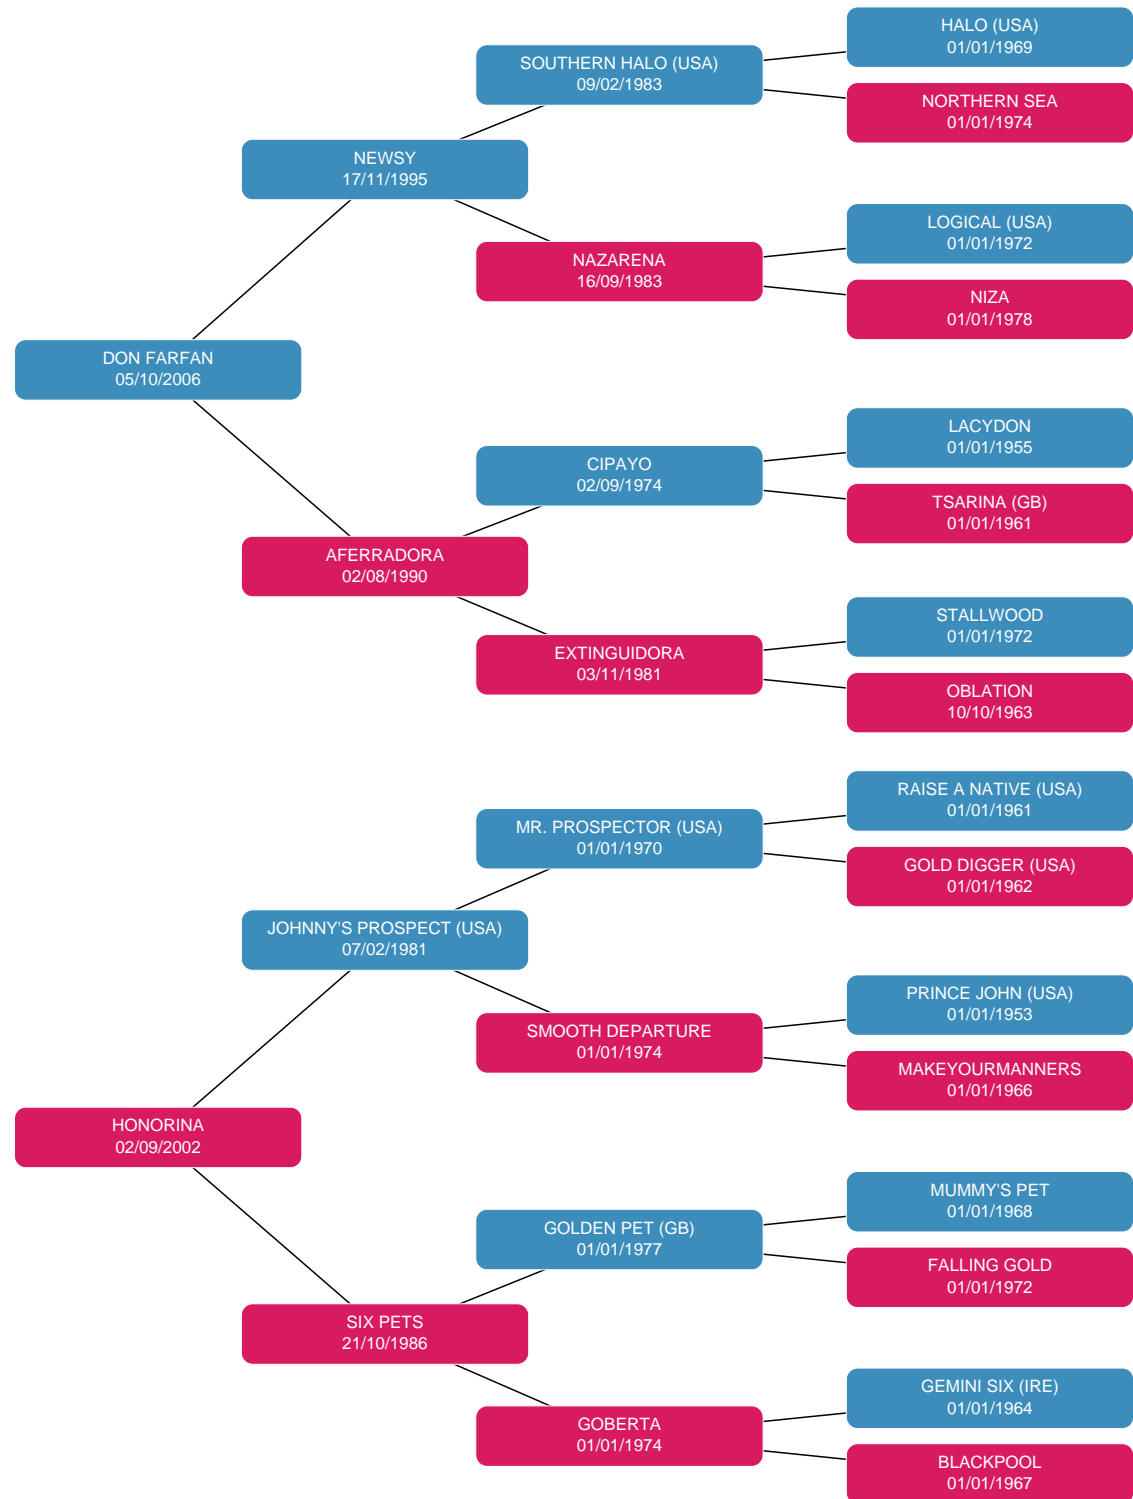 HALO (USA)
01/01/1969
SOUTHERN HALO (USA)
09/02/1983
NORTHERN SEA
01/01/1974
NEWSY
17/11/1995
LOGICAL (USA)
01/01/1972
NAZARENA
16/09/1983
NIZA
01/01/1978
DON FARFAN
05/10/2006
LACYDON
01/01/1955
CIPAYO
02/09/1974
TSARINA (GB)
01/01/1961
AFERRADORA
02/08/1990
STALLWOOD
01/01/1972
EXTINGUIDORA
03/11/1981
OBLATION
10/10/1963
RAISE A NATIVE (USA)
01/01/1961
MR. PROSPECTOR (USA)
01/01/1970
GOLD DIGGER (USA)
01/01/1962
JOHNNY'S PROSPECT (USA)
07/02/1981
PRINCE JOHN (USA)
01/01/1953
SMOOTH DEPARTURE
01/01/1974
MAKEYOURMANNERS
01/01/1966
HONORINA
02/09/2002
MUMMY'S PET
01/01/1968
GOLDEN PET (GB)
01/01/1977
FALLING GOLD
01/01/1972
SIX PETS
21/10/1986
GEMINI SIX (IRE)
01/01/1964
GOBERTA
01/01/1974
BLACKPOOL
01/01/1967